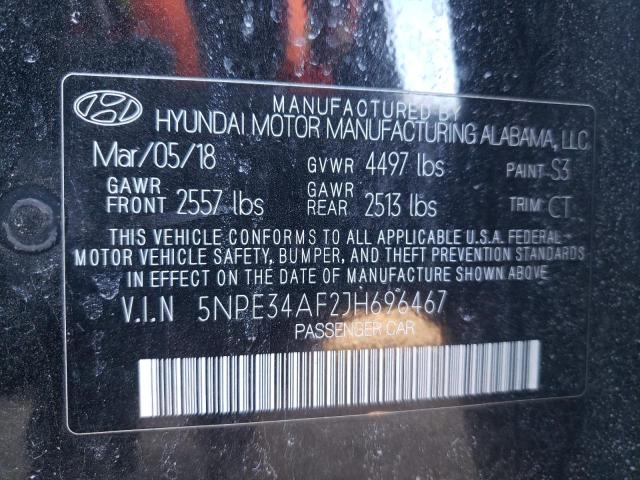 MANUFACTURED BY
HYUNDAI MOTOR MANUFACTURING ALABAMA, LLC
Mar/05/18 GVWR 4497 lbs PAINT S3
GAWR FRONT 2557 lbs GAWR REAR 2513 lbs TRIM CT
THIS VEHICLE CONFORMS TO ALL APPLICABLE U.S.A. FEDERAL
MOTOR VEHICLE SAFETY, BUMPER, AND THEFT PREVENTION STANDARDS
IN EFFECT ON THE DATE OF MANUFACTURE SHOWN ABOVE.
V.I.N 5NPE34AF2JH696467
PASSENGER CAR